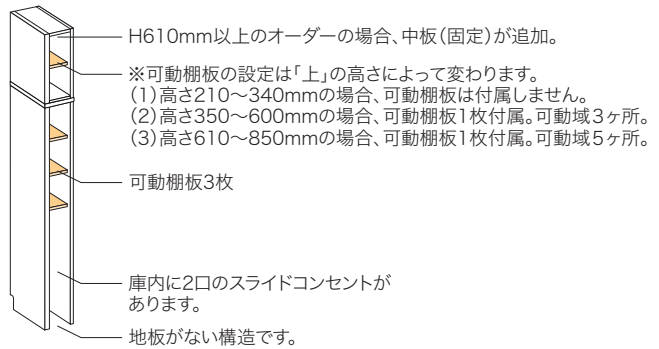 H610mm以上のオーダーの場合、中板(固定)が追加。
※可動棚板の設定は「上」の高さによって変わります。
(1)高さ210～340mmの場合、可動棚板は付属しません。
(2)高さ350～600mmの場合、可動棚板1枚付属。可動域3ヶ所。
(3)高さ610～850mmの場合、可動棚板1枚付属。可動域5ヶ所。
可動棚板3枚
庫内に2口のスライドコンセントが
あります。
地板がない構造です。